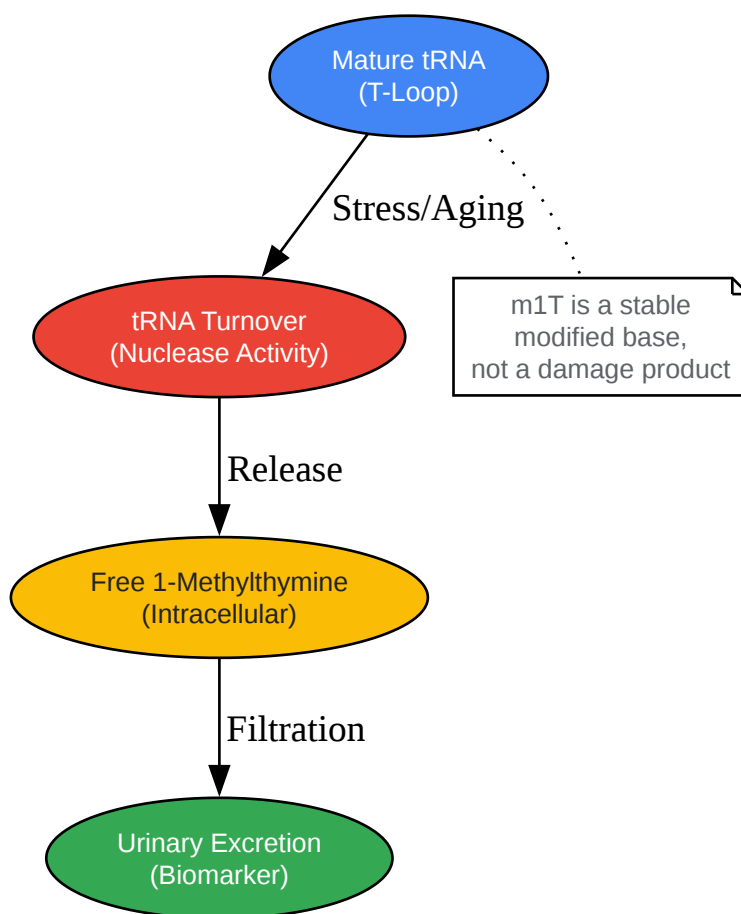 Mature tRNA
(T-Loop)
Stress/Aging
m1T is a stable
modified base,
not a damage product
tRNA Turnover
(Nuclease Activity)
Release
Free 1-Methylthymine
(Intracellular)
Filtration
Urinary Excretion
(Biomarker)